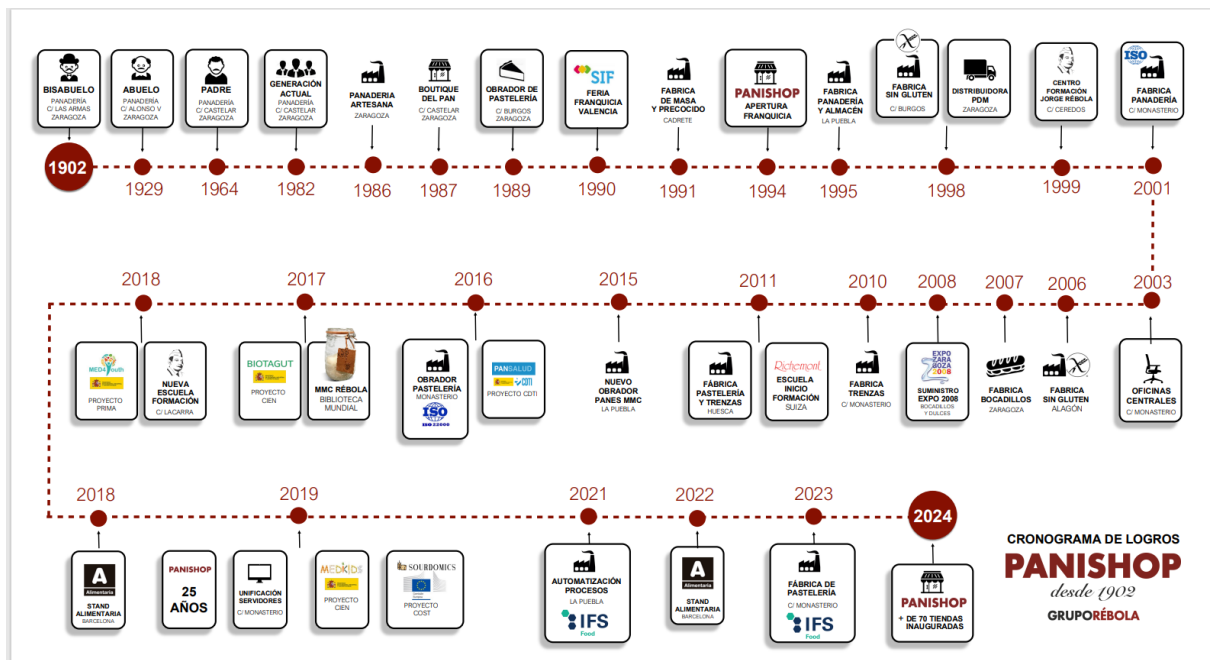 BISABUELO
PANADERÍA
C/ LAS ARMAS
ZARAGOZA
1902
ABUELO
PANADERÍA
C/ ALONSO V
ZARAGOZA
1929
PADRE
PANADERÍA
C/ CASTELAR
ZARAGOZA
1964
GENERACIÓN
ACTUAL
PANADERÍA
C/ CASTELAR
ZARAGOZA
1982
PANADERIA
ARTESANA
ZARAGOZA
1986
BOUTIQUE
DEL PAN
C/ CASTELAR
ZARAGOZA
1987
OBRADOR DE
PASTELERÍA
C/ BURGOS
ZARAGOZA
1989
SIF
FERIA
FRANQUICIA
VALENCIA
1990
FABRICA
DE MASA
Y PRECOCIDO
CADRETE
1991
PANISHOP
APERTURA
FRANQUICIA
1994
FABRICA
PANADERÍA
Y ALMACÉN
LA PUEBLA
1995
FABRICA
SIN GLUTEN
C/ BURGOS
DISTRIBUIDORA
PDM
ZARAGOZA
1998
CENTRO
FORMACIÓN
JORGE RÉBOLA
C/ CEREDOS
1999
ISO
FABRICA
PANADERÍA
C/ MONASTERIO
2001
2018
MED4Youth
PROYECTO
PRIMA
NUEVA
ESCUELA
FORMACIÓN
C/ LACARRA
2017
BIOTAGUT
PROYECTO
CIEN
MMC RÉBOLA
BIBLIOTECA
MUNDIAL
2016
OBRADOR
PASTELERÍA
MONASTERIO
ISO
ISO 22000
PANSALUD
CDTI
PROYECTO CDTI
2015
NUEVO
OBRADOR
PANES MMC
LA PUEBLA
2011
FÁBRICA
PASTELERÍA
Y TRENZAS
HUESCA
Richemont
ESCUELA
INICIO
FORMACIÓN
SUIZA
2010
FABRICA
TRENZAS
C/ MONASTERIO
2008
EXPO
ZARA
BOZA
2008
SUMINISTRO
EXPO 2008
BOCADILLOS
Y DULCES
2007
FABRICA
BOCADILLOS
ZARAGOZA
2006
FABRICA
SIN GLUTEN
ALAGÓN
2003
OFICINAS
CENTRALES
C/ MONASTERIO
2018
A
Alimentaria
STAND
ALIMENTARIA
BARCELONA
2019
PANISHOP
25
AÑOS
UNIFICACIÓN
SERVIDORES
C/ MONASTERIO
MEDKIDS
PROYECTO
CIEN
SOURDOMICS
PROYECTO
COST
2021
AUTOMATIZACIÓN
PROCESOS
LA PUEBLA
IFS
Food
2022
A
Alimentaria
STAND
ALIMENTARIA
BARCELONA
2023
FÁBRICA DE
PASTELERÍA
C/ MONASTERIO
IFS
Food
2024
PANISHOP
+ DE 70 TIENDAS
INAUGURADAS
CRONOGRAMA DE LOGROS
PANISHOP
desde 1902
GRUPORÉBOLA